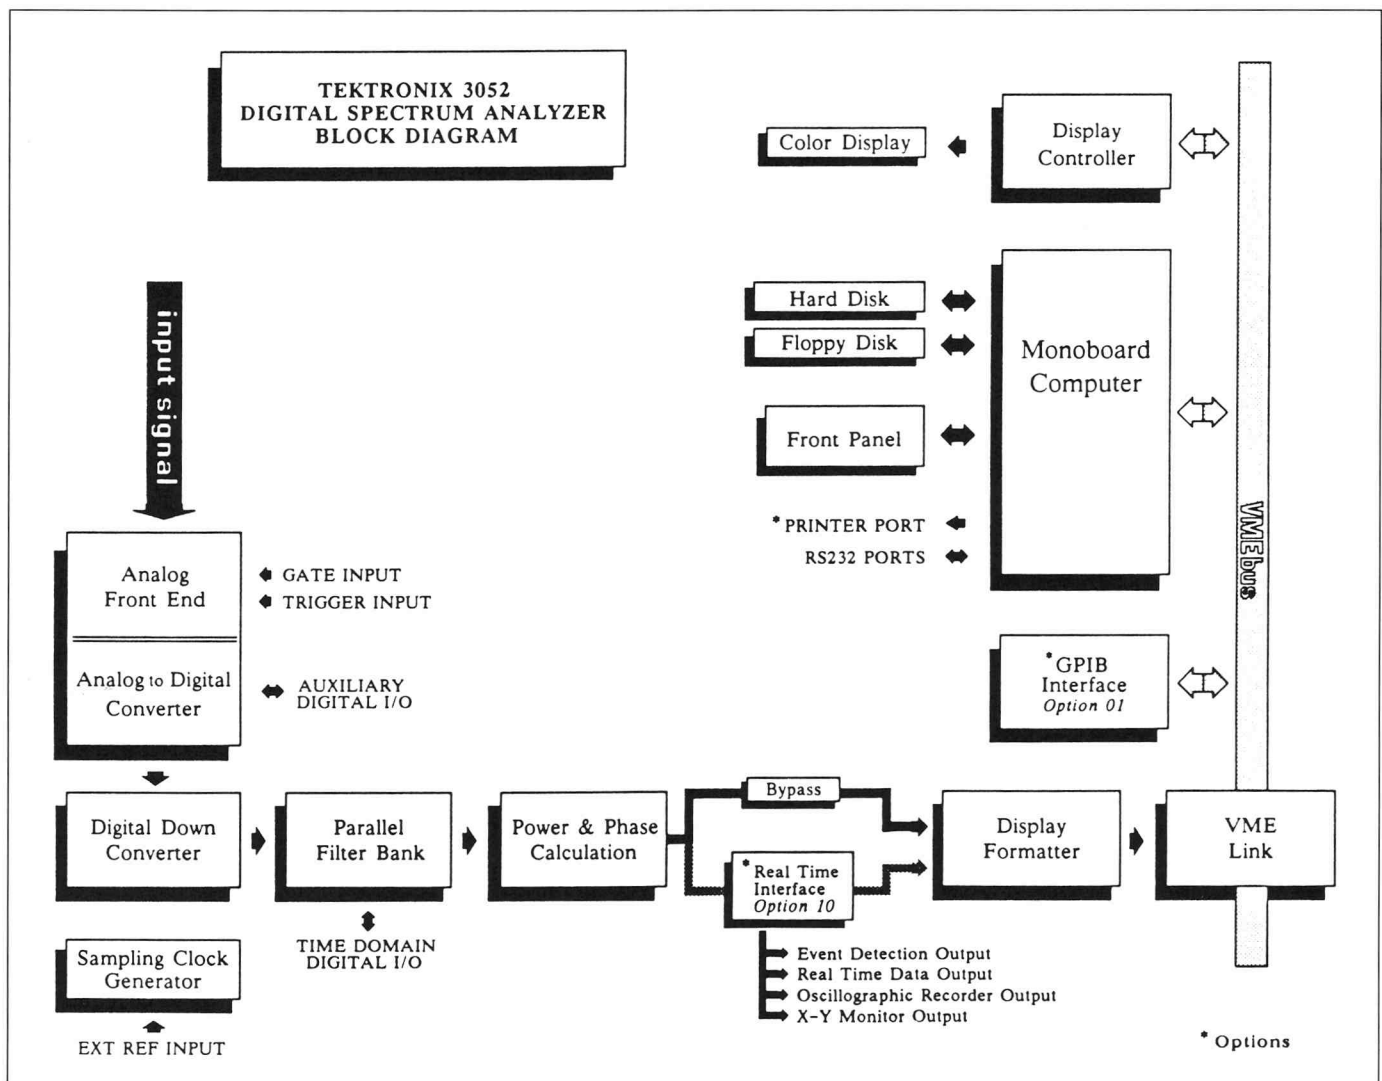 TEKTRONIX 3052
DIGITAL SPECTRUM ANALYZER
BLOCK DIAGRAM
Color Display
Display
Controller
input signal
Hard Disk
Floppy Disk
Front Panel
*PRINTER PORT
RS232 PORTS
Monoboard
Computer
VMEbus
Analog
Front End
GATE INPUT
TRIGGER INPUT
Analog to Digital
Converter
AUXILIARY
DIGITAL I/O
*GPIB
Interface
Option 01
Digital Down
Converter
Parallel
Filter Bank
TIME DOMAIN
DIGITAL I/O
Power & Phase
Calculation
Bypass
*Real Time
Interface
Option 10
Display
Formatter
VME
Link
Event Detection Output
Real Time Data Output
Oscillographic Recorder Output
X-Y Monitor Output
Sampling Clock
Generator
EXT REF INPUT
*Options